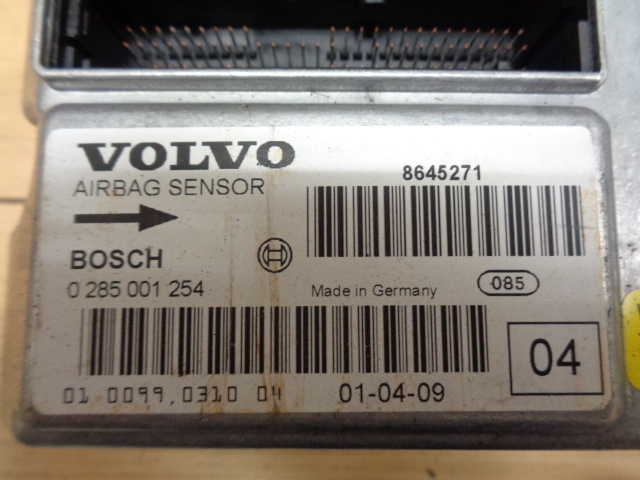 VOLVO
AIRBAG SENSOR
8645271
BOSCH
0 285 001 254
Made in Germany
085
01 0099,0310 04
01-04-09
04